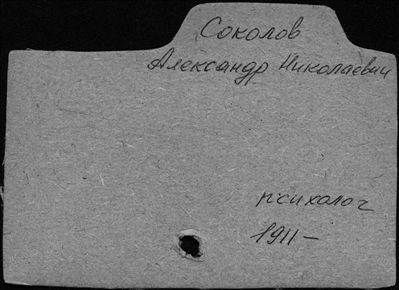 Соколов
Александр Николаевич
психолог
1911-